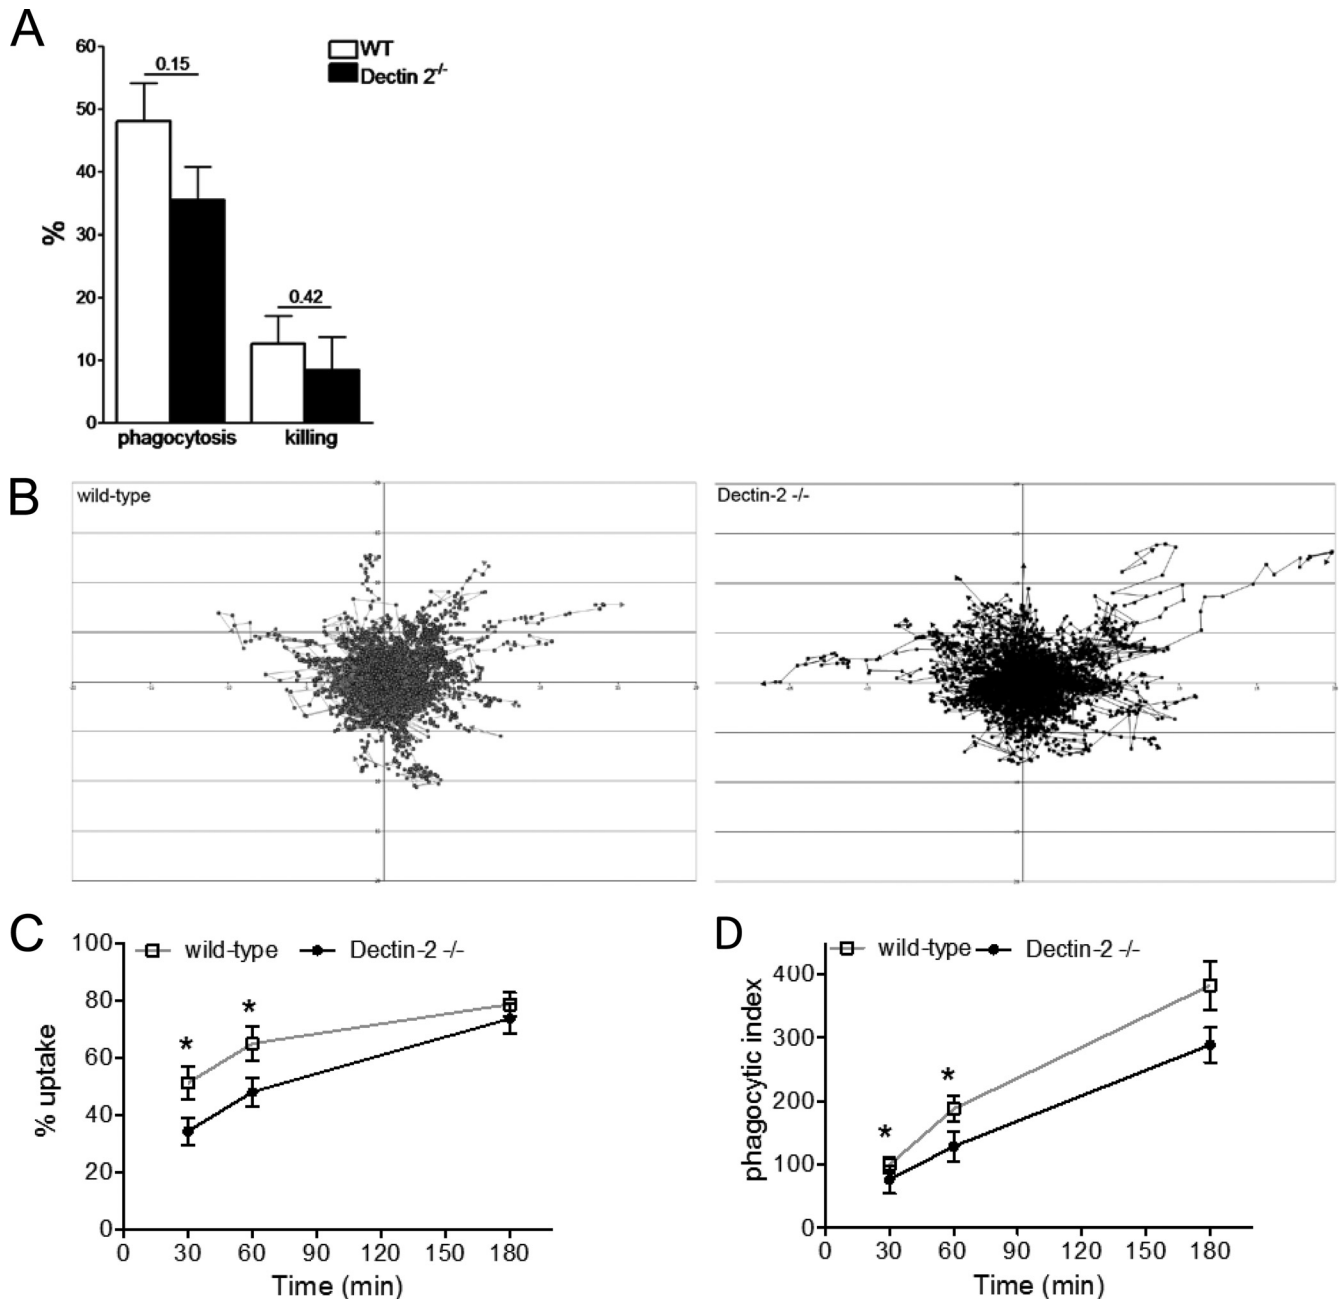 A
WT
Dectin 2-/-
60
50
40
30
20
10
0
%
0.15
0.42
phagocytosis
killing
B
wild-type
Dectin-2 -/-
C
wild-type
Dectin-2 -/-
100
80
60
40
20
0
% uptake
*
*
0 30 60 90 120 150 180
Time (min)
D
wild-type
Dectin-2 -/-
400
300
200
100
0
phagocytic index
*
*
0 30 60 90 120 150 180
Time (min)